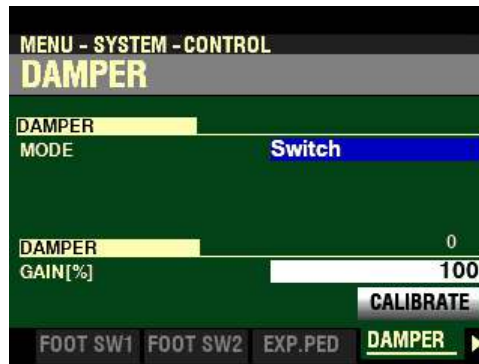 MENU - SYSTEM - CONTROL
DAMPER
DAMPER
MODE Switch
DAMPER 0
GAIN[%] 100
CALIBRATE
FOOT SW1 FOOT SW2 EXP.PED DAMPER